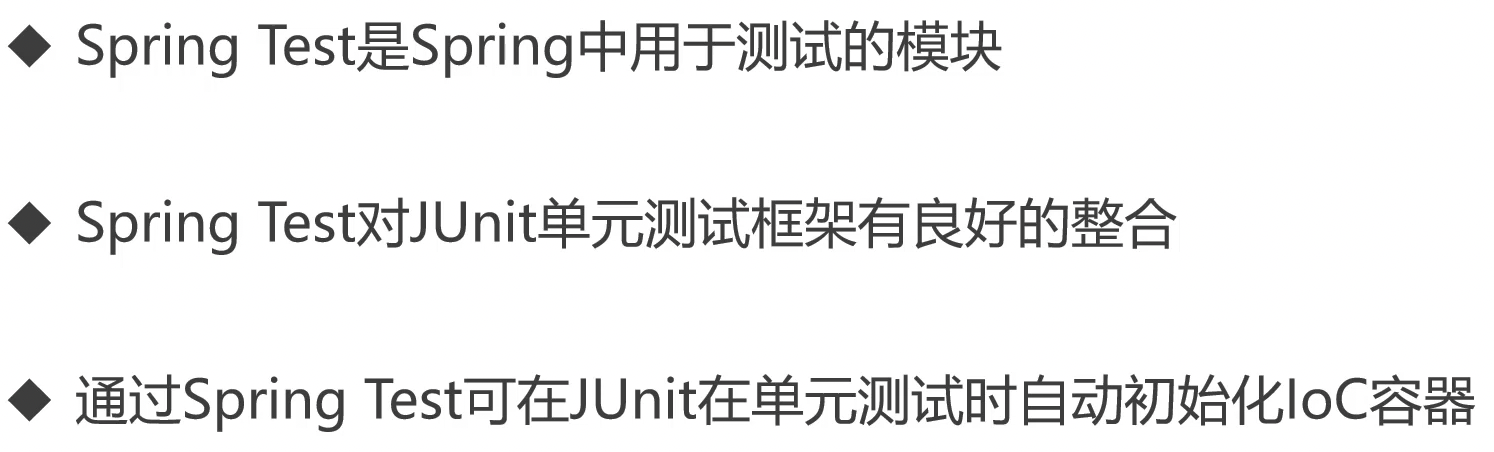 ◆ Spring Test是Spring中用于测试的模块
◆ Spring Test对JUnit单元测试框架有良好的整合
◆ 通过Spring Test可在JUnit在单元测试时自动初始化IoC容器